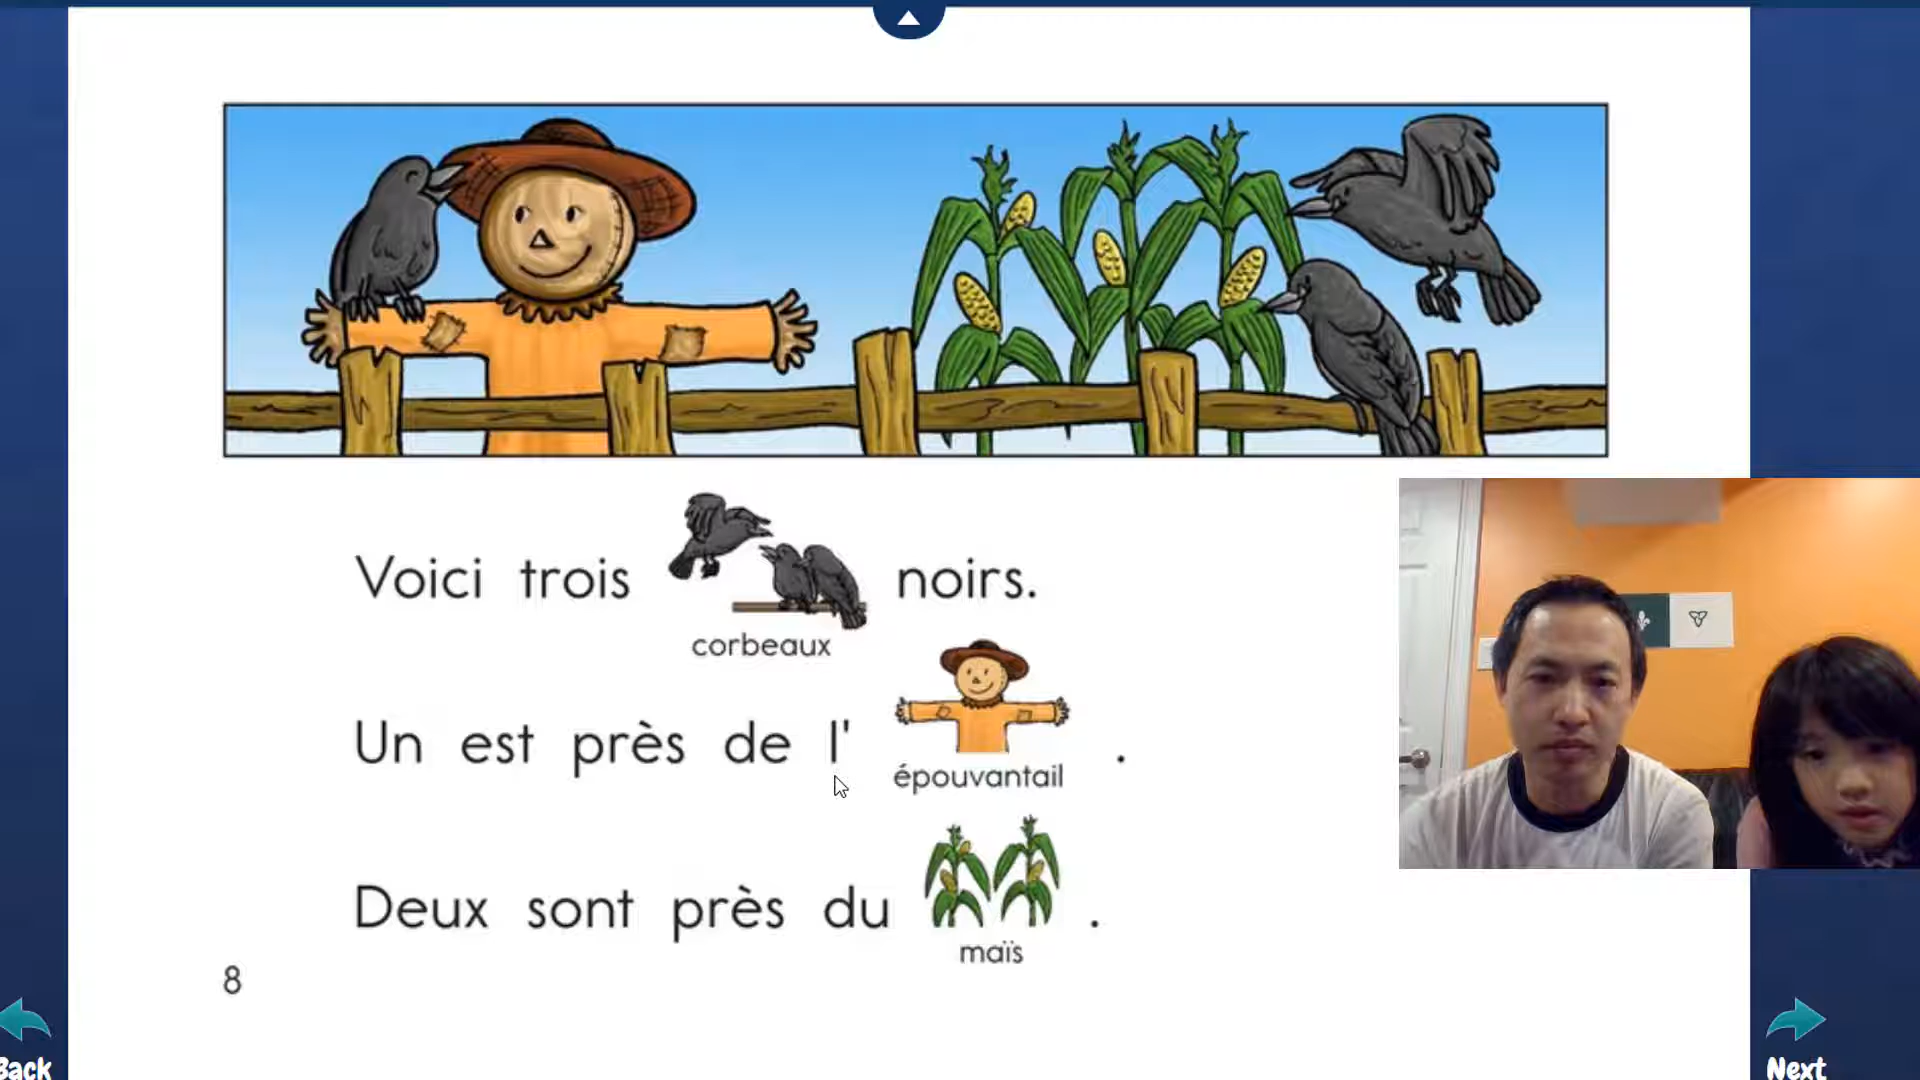 Voici trois noirs.
corbeaux
Un est près de l' .
épouvantail
Deux sont près du .
maïs
8
Back
Next